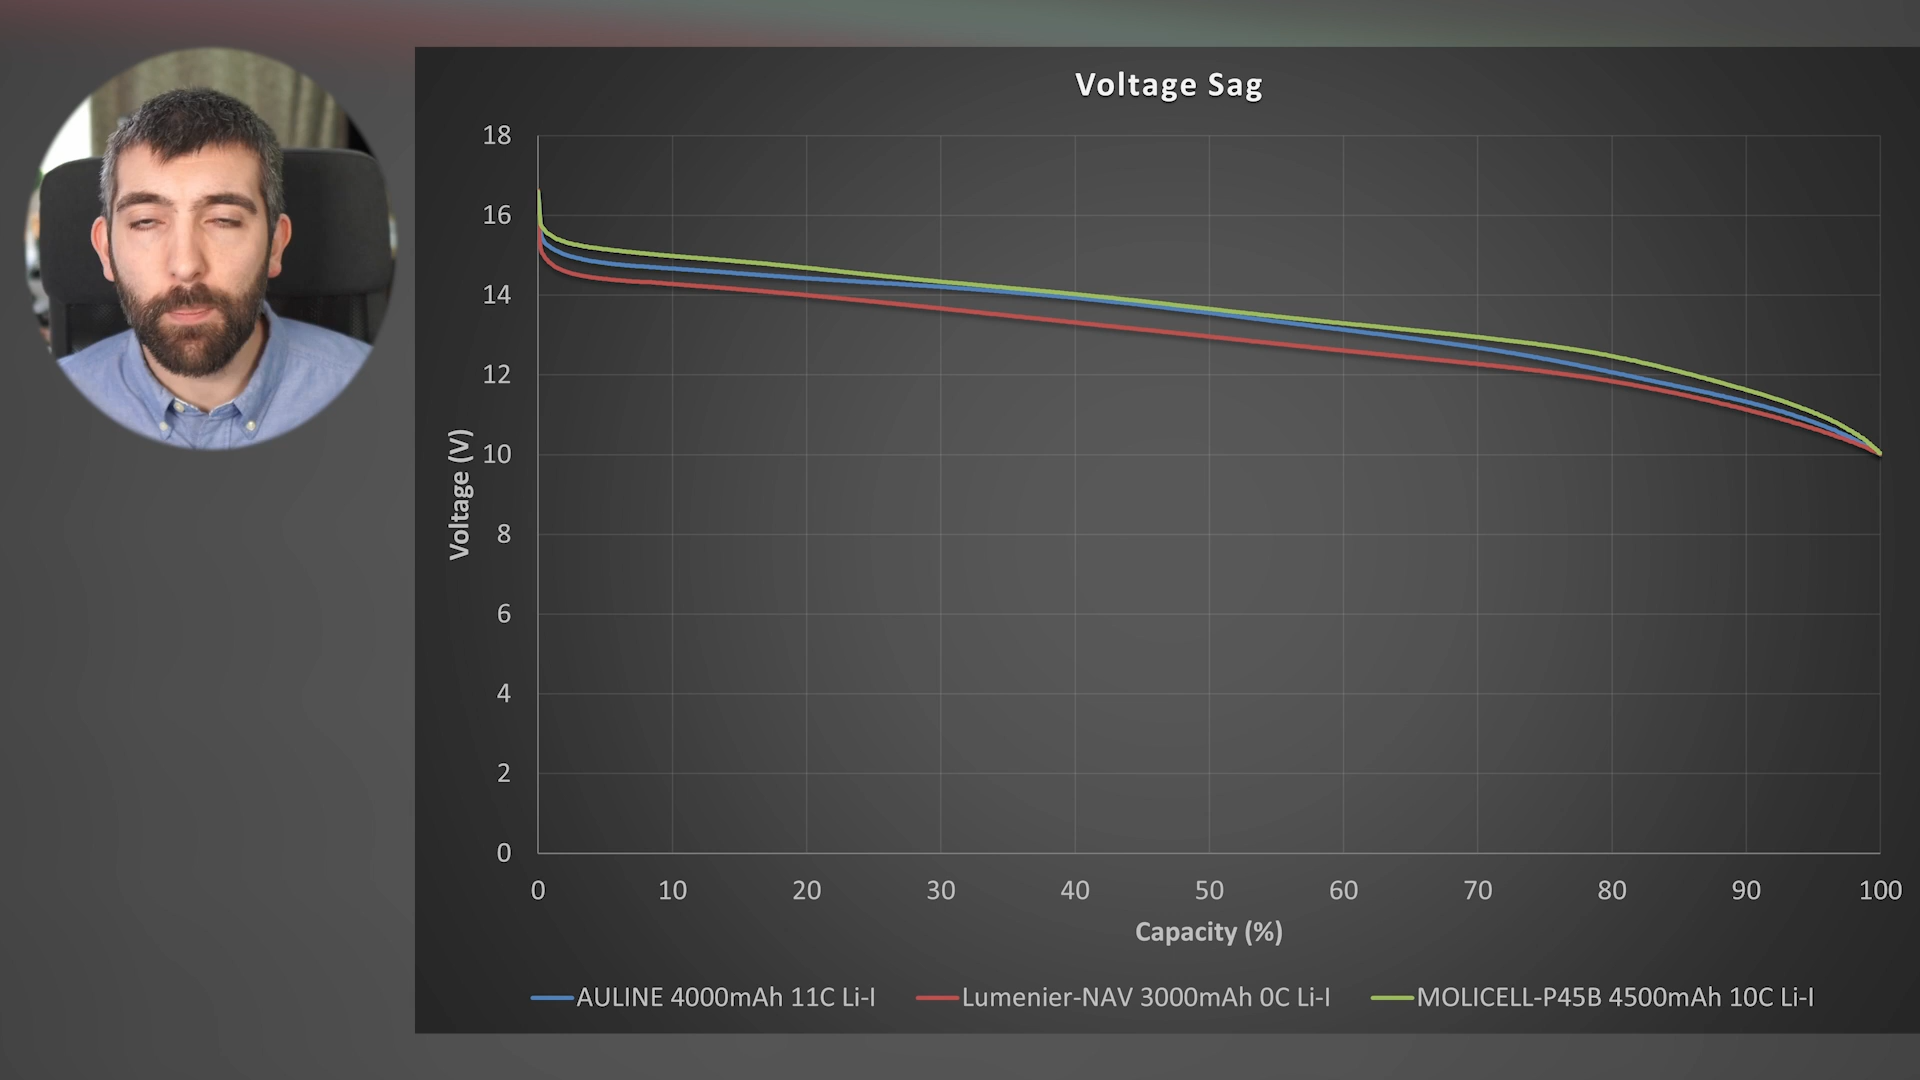 Voltage Sag
18
16
14
12
10
8
6
4
2
0
Voltage (V)
0 10 20 30 40 50 60 70 80 90 100
Capacity (%)
AULINE 4000mAh 11C Li-I Lumenier-NAV 3000mAh 0C Li-I MOLICELL-P45B 4500mAh 10C Li-I